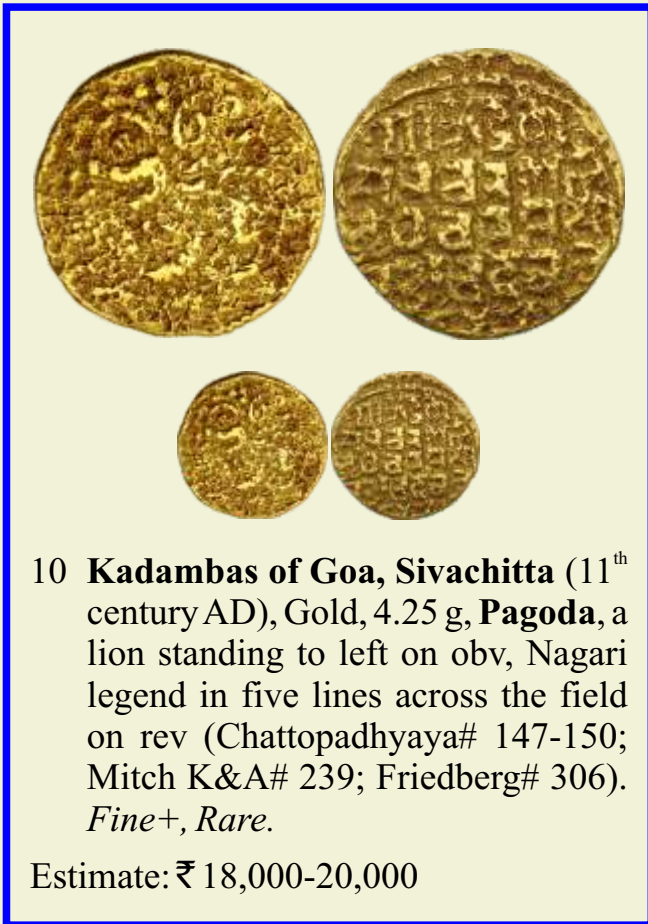 10 Kadambas of Goa, Sivachitta (11th
century AD), Gold, 4.25 g, Pagoda, a
lion standing to left on obv, Nagari
legend in five lines across the field
on rev (Chattopadhyaya# 147-150;
Mitch K&A# 239; Friedberg# 306).
Fine+, Rare.
Estimate: ₹ 18,000-20,000